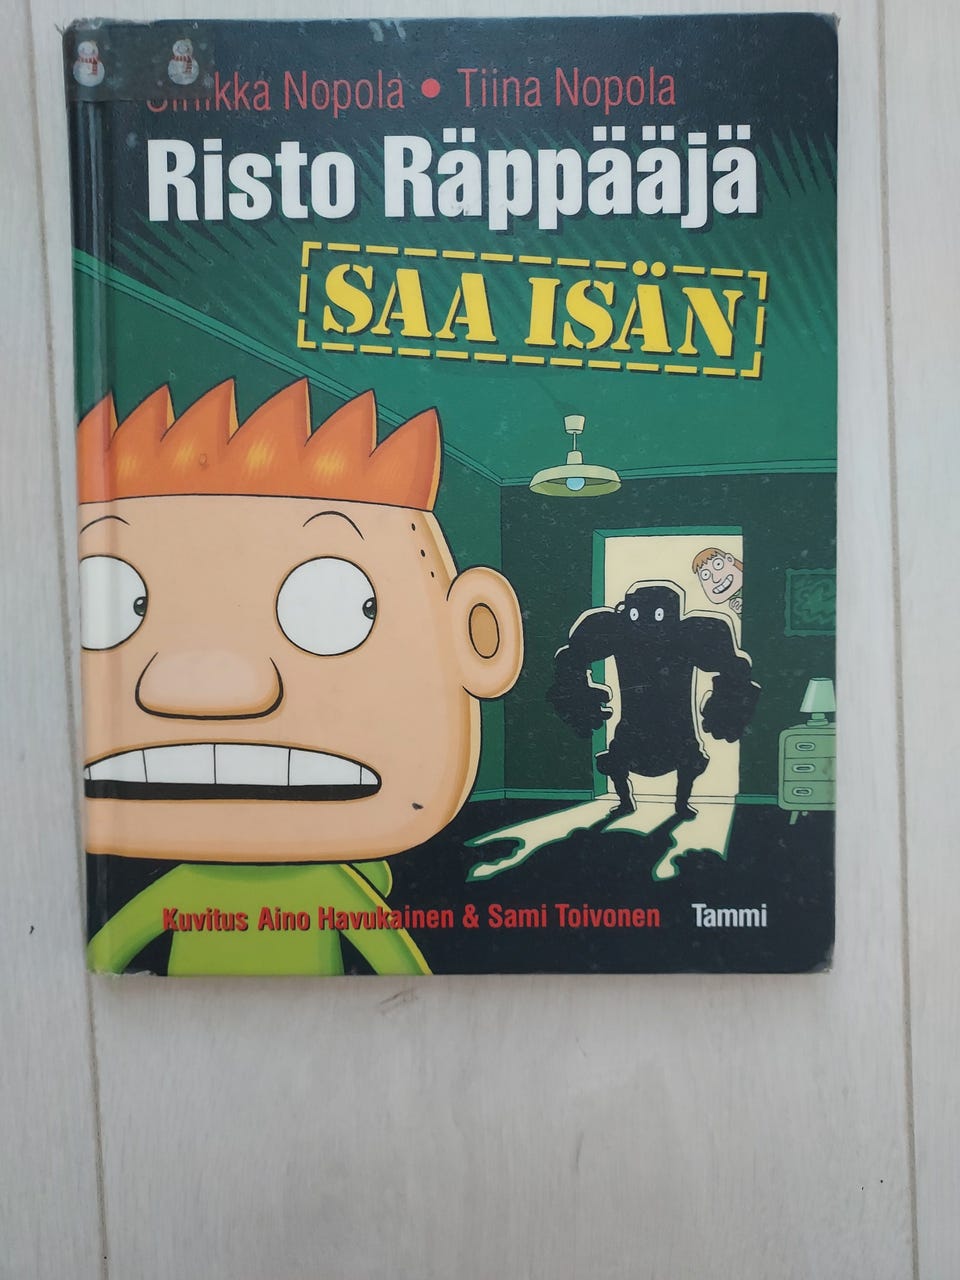 Nopola • Tiina Nopola
Risto Räppääjä
SAA ISÄN
Kuvitus Aino Havukainen & Sami Toivonen Tammi